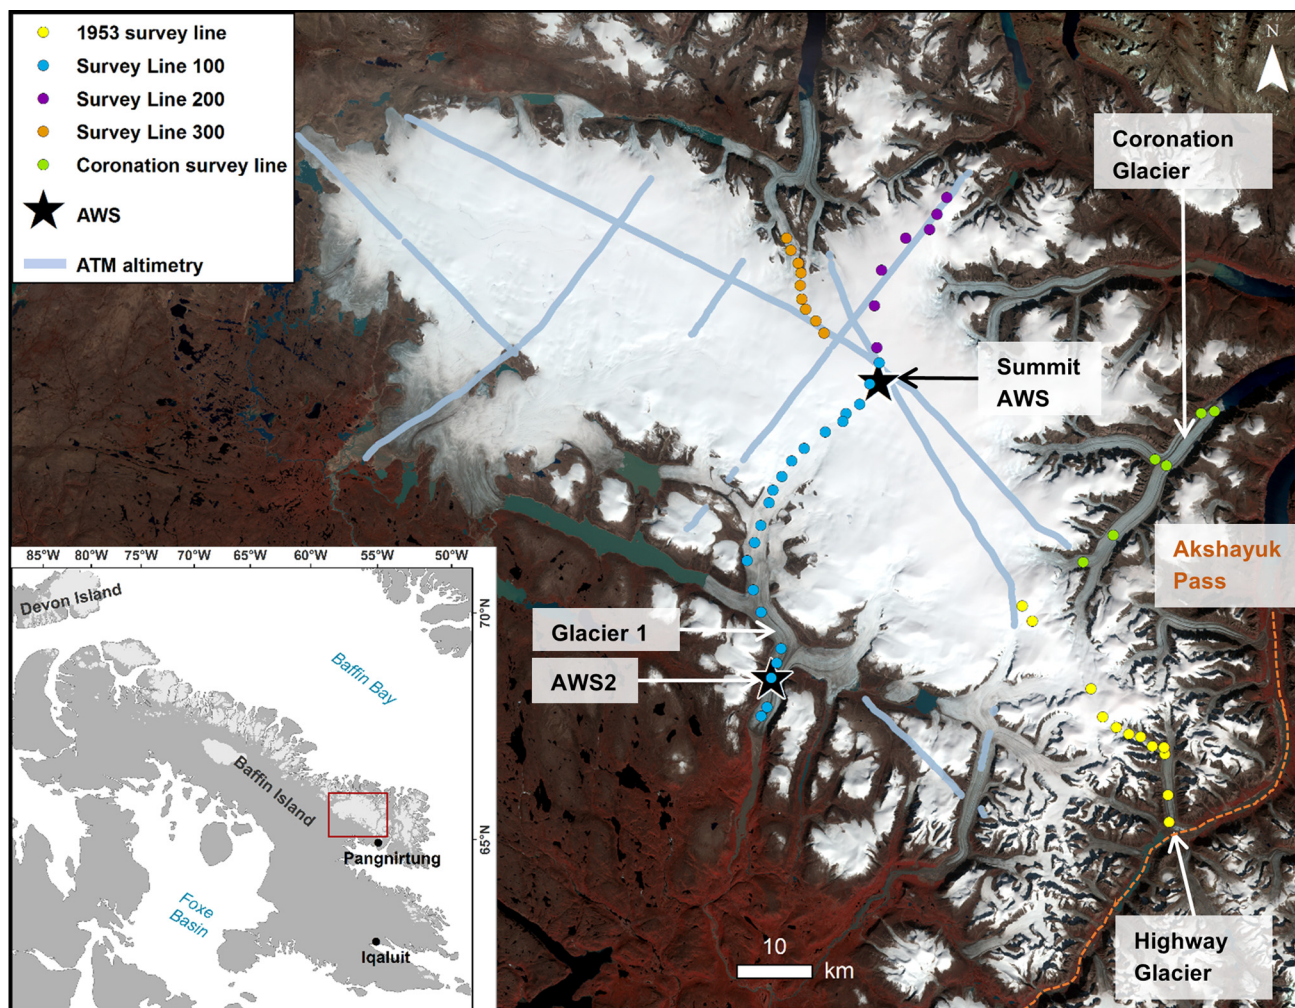 1953 survey line
Survey Line 100
Survey Line 200
Survey Line 300
Coronation survey line
AWS
ATM altimetry
N
Coronation
Glacier
Summit
AWS
Akshayuk
Pass
Glacier 1
AWS2
Highway
Glacier
10
km
85°W
80°W
75°W
70°W
65°W
60°W
55°W
50°W
70°N
65°N
Devon Island
Baffin Bay
Baffin Island
Pangnirtung
Foxe
Basin
Iqaluit